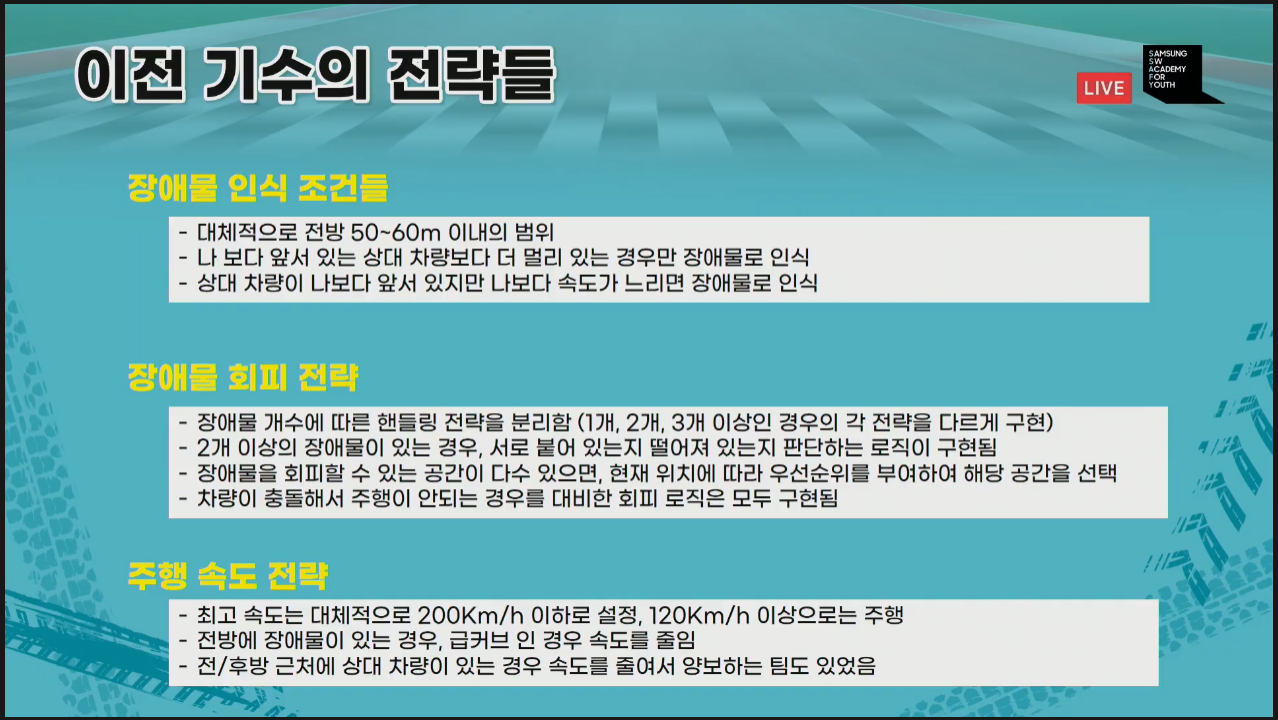 이전 기수의 전략들
LIVE
SAMSUNG
SW
ACADEMY
FOR
YOUTH
장애물 인식 조건들
- 대체적으로 전방 50~60m 이내의 범위
- 나 보다 앞서 있는 상대 차량보다 더 멀리 있는 경우만 장애물로 인식
- 상대 차량이 나보다 앞서 있지만 나보다 속도가 느리면 장애물로 인식
장애물 회피 전략
- 장애물 개수에 따른 핸들링 전략을 분리함 (1개, 2개, 3개 이상인 경우의 각 전략을 다르게 구현)
- 2개 이상의 장애물이 있는 경우, 서로 붙어 있는지 떨어져 있는지 판단하는 로직이 구현됨
- 장애물을 회피할 수 있는 공간이 다수 있으면, 현재 위치에 따라 우선순위를 부여하여 해당 공간을 선택
- 차량이 충돌해서 주행이 안되는 경우를 대비한 회피 로직은 모두 구현됨
주행 속도 전략
- 최고 속도는 대체적으로 200Km/h 이하로 설정, 120Km/h 이상으로는 주행
- 전방에 장애물이 있는 경우, 급커브 인 경우 속도를 줄임
- 전/후방 근처에 상대 차량이 있는 경우 속도를 줄여서 양보하는 팀도 있었음